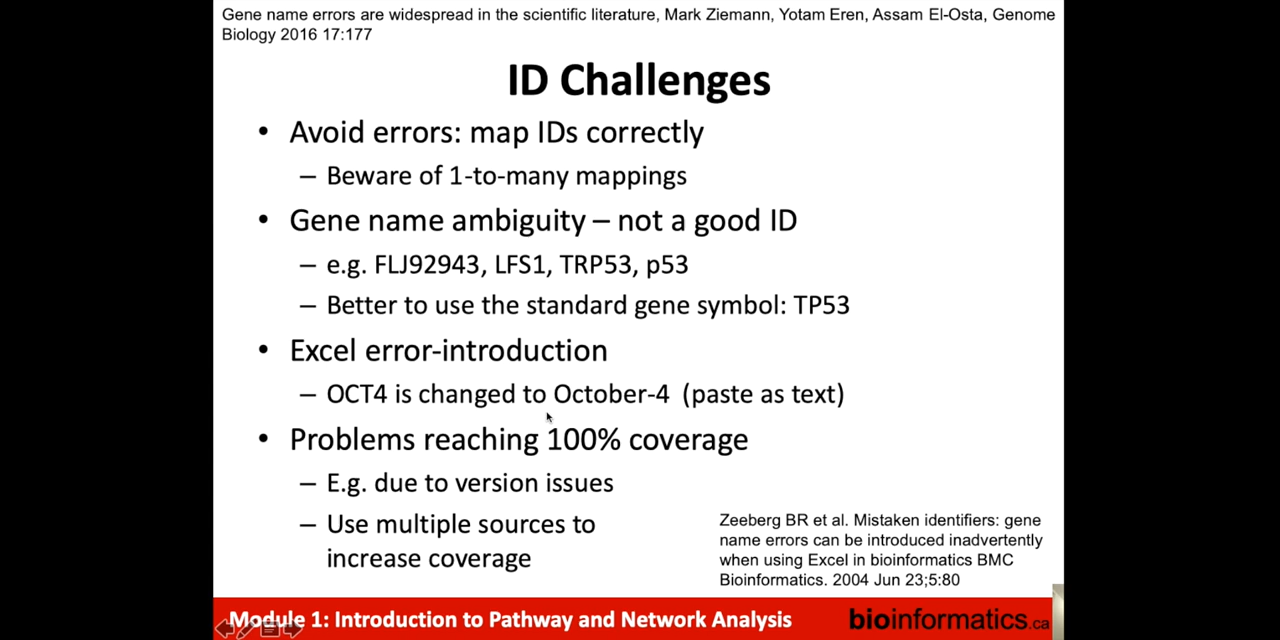 Gene name errors are widespread in the scientific literature, Mark Ziemann, Yotam Eren, Assam El-Osta, Genome
Biology 2016 17:177
ID Challenges
• Avoid errors: map IDs correctly
– Beware of 1-to-many mappings
• Gene name ambiguity – not a good ID
– e.g. FLJ92943, LFS1, TRP53, p53
– Better to use the standard gene symbol: TP53
• Excel error-introduction
– OCT4 is changed to October-4 (paste as text)
• Problems reaching 100% coverage
– E.g. due to version issues
– Use multiple sources to
increase coverage
Zeeberg BR et al. Mistaken identifiers: gene
name errors can be introduced inadvertently
when using Excel in bioinformatics BMC
Bioinformatics. 2004 Jun 23;5:80
Module 1: Introduction to Pathway and Network Analysis
bioinformatics.ca